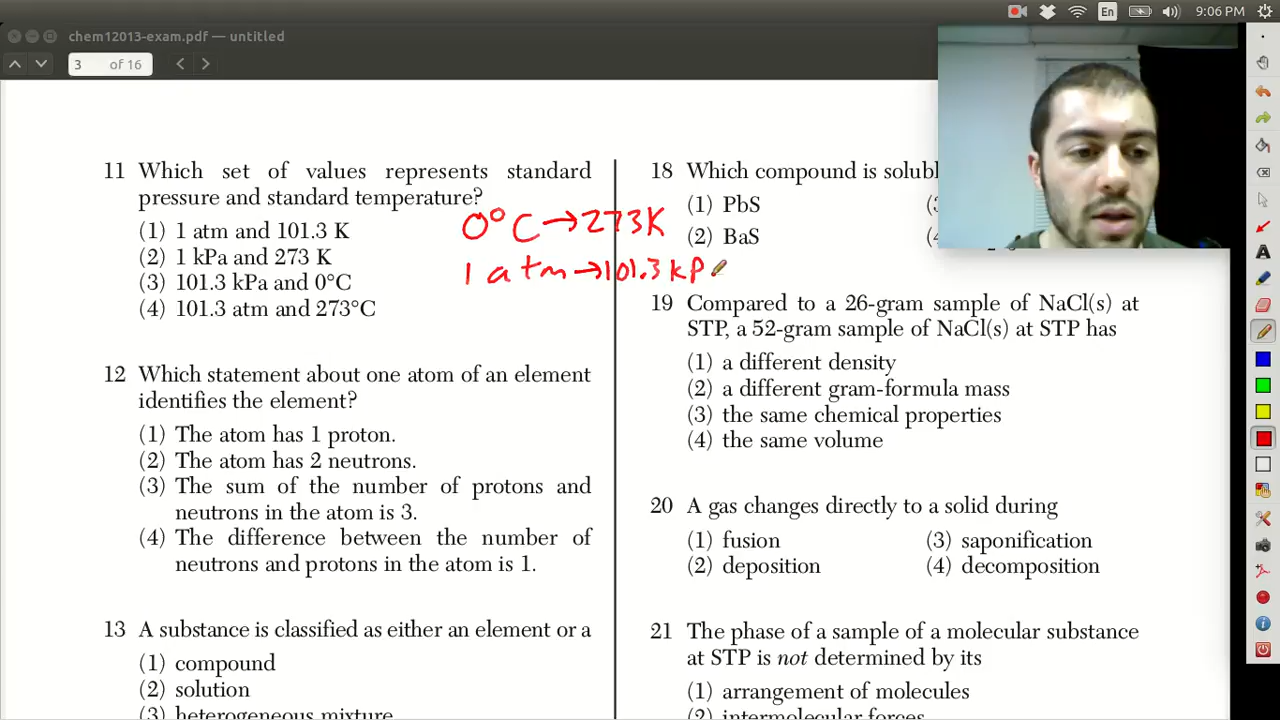 En 9:06 PM
chem12013-exam.pdf — untitled
3 of 16
11 Which set of values represents standard
pressure and standard temperature?
(1) 1 atm and 101.3 K
(2) 1 kPa and 273 K
(3) 101.3 kPa and 0°C
(4) 101.3 atm and 273°C
0°C→273K
1 atm→101.3 kP
12 Which statement about one atom of an element
identifies the element?
(1) The atom has 1 proton.
(2) The atom has 2 neutrons.
(3) The sum of the number of protons and
neutrons in the atom is 3.
(4) The difference between the number of
neutrons and protons in the atom is 1.
13 A substance is classified as either an element or a
(1) compound
(2) solution
(3) heterogeneous mixture
18 Which compound is solubl
(1) PbS
(2) BaS
19 Compared to a 26-gram sample of NaCl(s) at
STP, a 52-gram sample of NaCl(s) at STP has
(1) a different density
(2) a different gram-formula mass
(3) the same chemical properties
(4) the same volume
20 A gas changes directly to a solid during
(1) fusion (3) saponification
(2) deposition (4) decomposition
21 The phase of a sample of a molecular substance
at STP is not determined by its
(1) arrangement of molecules
(2) intermolecular forces